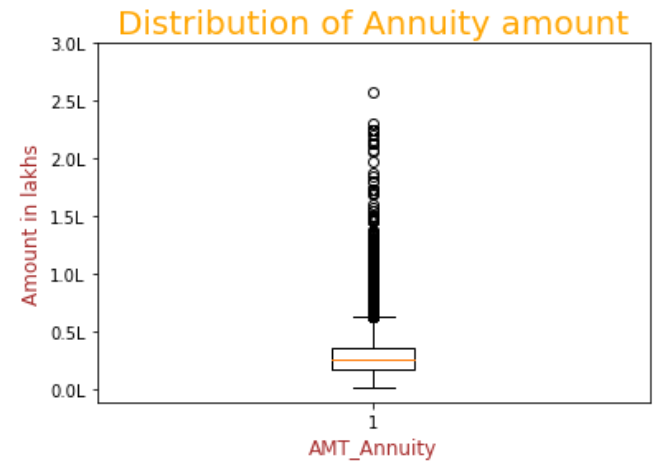 Distribution of Annuity amount
3.0L
2.5L
2.0L
1.5L
1.0L
0.5L
0.0L
Amount in lakhs
1
AMT_Annuity